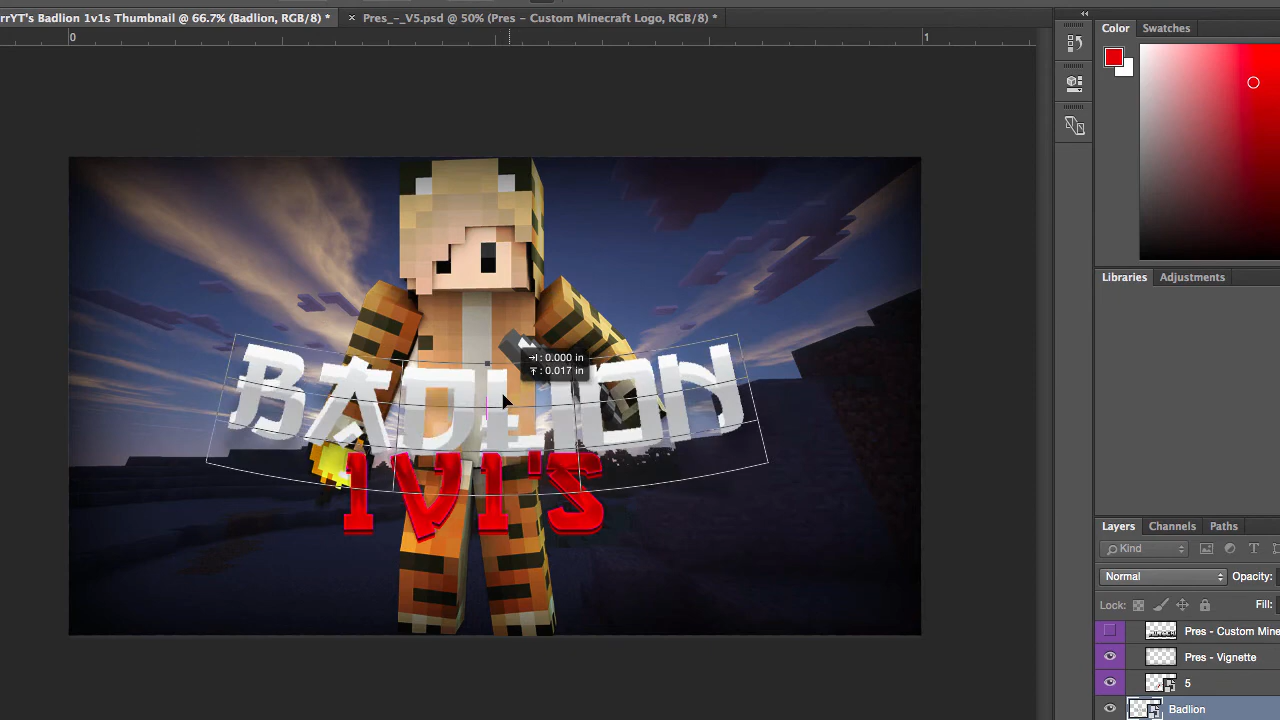 rrYT's Badlion 1v1s Thumbnail @ 66.7% (Badlion, RGB/8) *
× Pres_-_V5.psd @ 50% (Pres - Custom Minecraft Logo, RGB/8) *
0
1
Color
Swatches
Libraries
Adjustments
BADLION
→| : 0.000 in
: 0.017 in
1V1'S
Layers
Channels
Paths
Kind
Normal
Opacity:
Lock:
Fill:
Pres - Custom Mine
Pres - Vignette
5
Badlion